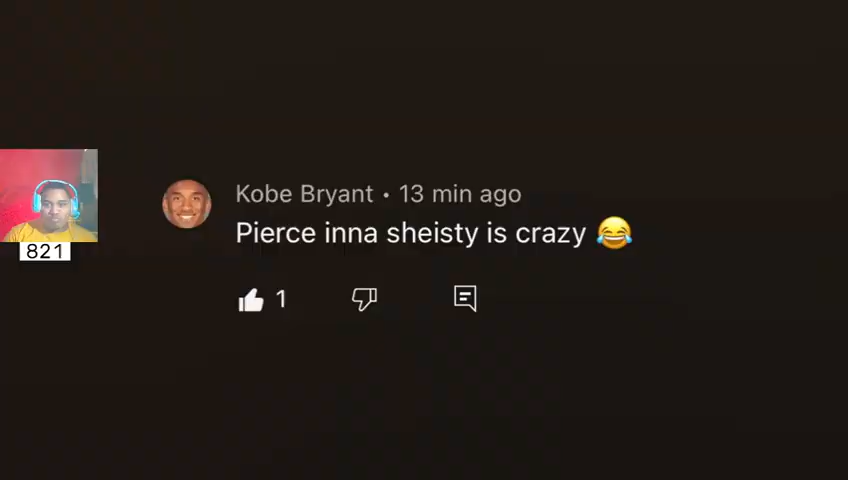 Kobe Bryant • 13 min ago
Pierce inna sheisty is crazy 😂
1
821